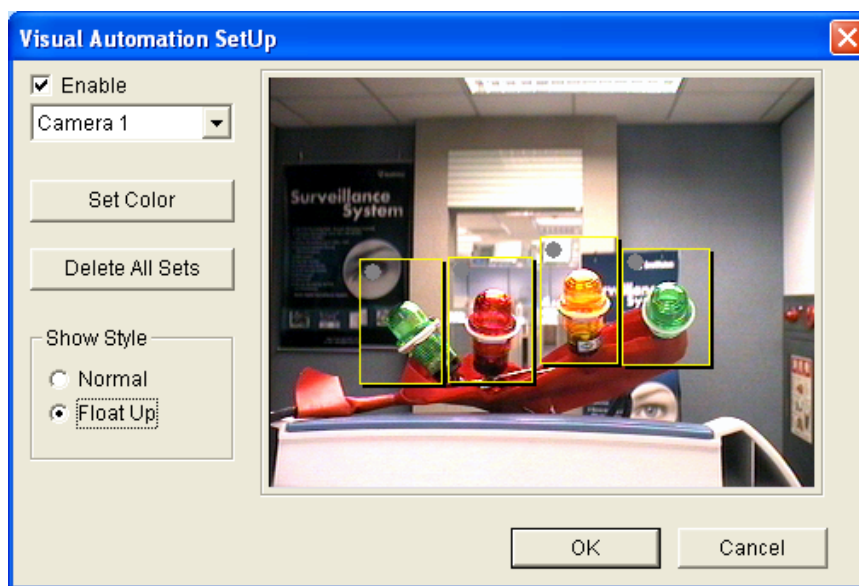 Visual Automation SetUp
Enable
Camera 1
Set Color
Delete All Sets
Show Style
Normal
Float Up
Surveillance
System
OK
Cancel